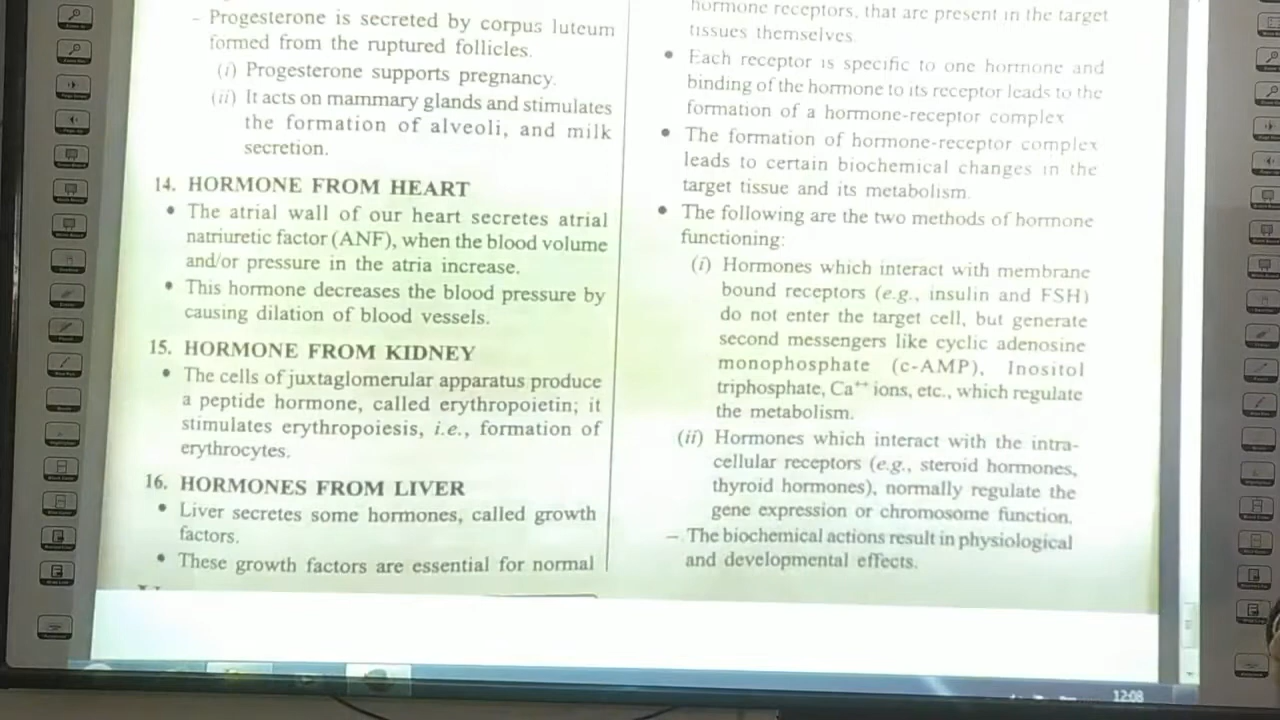 – Progesterone is secreted by corpus luteum
formed from the ruptured follicles.
(i) Progesterone supports pregnancy.
(ii) It acts on mammary glands and stimulates
the formation of alveoli, and milk
secretion.
14. HORMONE FROM HEART
• The atrial wall of our heart secretes atrial
natriuretic factor (ANF), when the blood volume
and/or pressure in the atria increase.
• This hormone decreases the blood pressure by
causing dilation of blood vessels.
15. HORMONE FROM KIDNEY
• The cells of juxtaglomerular apparatus produce
a peptide hormone, called erythropoietin; it
stimulates erythropoiesis, i.e., formation of
erythrocytes.
16. HORMONES FROM LIVER
• Liver secretes some hormones, called growth
factors.
• These growth factors are essential for normal
hormone receptors, that are present in the target
tissues themselves.
• Each receptor is specific to one hormone and
binding of the hormone to its receptor leads to the
formation of a hormone-receptor complex
• The formation of hormone-receptor complex
leads to certain biochemical changes in the
target tissue and its metabolism.
• The following are the two methods of hormone
functioning:
(i) Hormones which interact with membrane
bound receptors (e.g., insulin and FSH)
do not enter the target cell, but generate
second messengers like cyclic adenosine
monophosphate (c-AMP), Inositol
triphosphate, Ca⁺⁺ ions, etc., which regulate
the metabolism.
(ii) Hormones which interact with the intra-
cellular receptors (e.g., steroid hormones,
thyroid hormones), normally regulate the
gene expression or chromosome function.
– The biochemical actions result in physiological
and developmental effects.
12:08